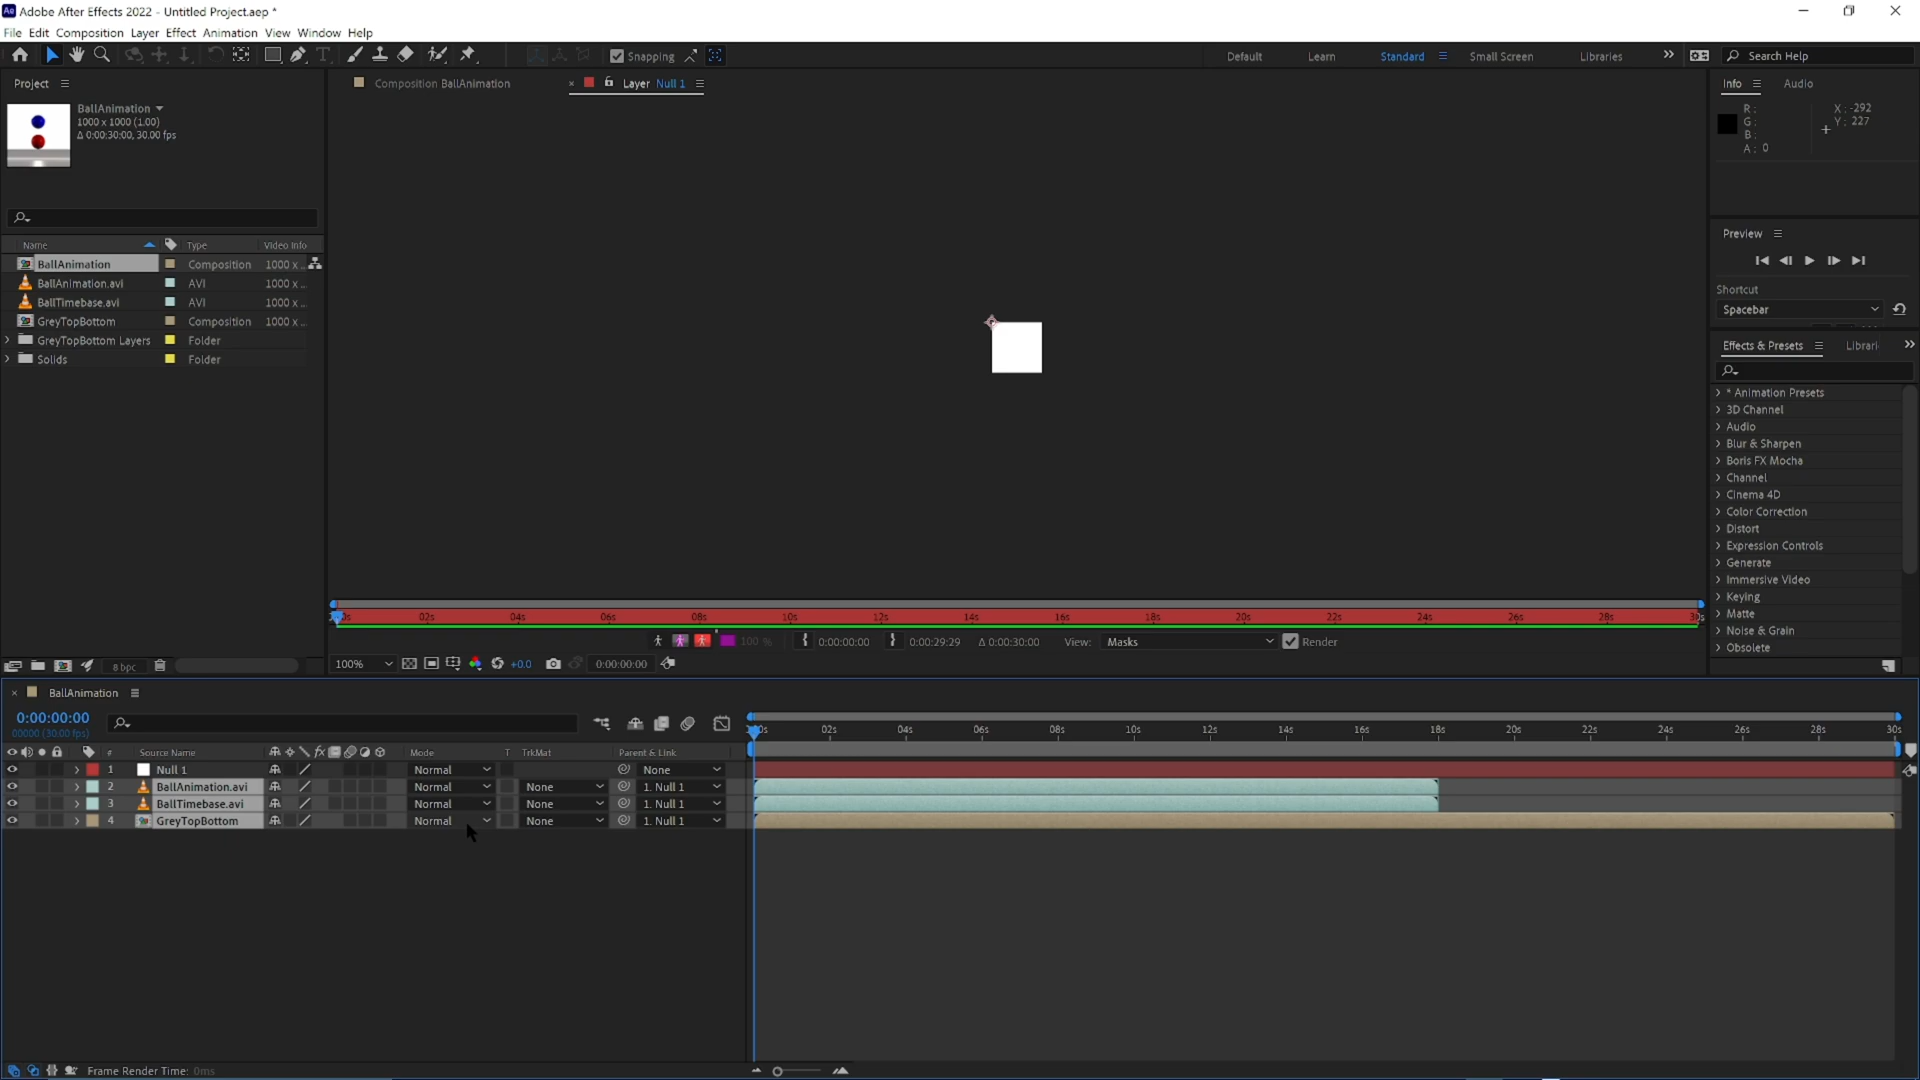 Adobe After Effects 2022 - Untitled Project.aep *
File Edit Composition Layer Effect Animation View Window Help
Snapping
Default Learn Standard Small Screen Libraries
Search Help
Project
BallAnimation
1000 x 1000 (1.00)
Δ 0:00:30:00, 30.00 fps
Name Type Video Info
BallAnimation Composition 1000 x ..
BallAnimation.avi AVI 1000 x ..
BallTimebase.avi AVI 1000 x ..
GreyTopBottom Composition 1000 x ..
GreyTopBottom Layers Folder
Solids Folder
8 bpc
Composition BallAnimation
Layer Null 1
02s 04s 06s 08s 10s 12s 14s 16s 18s 20s 22s 24s 26s 28s
100 % 0:00:00:00 0:00:29:29 Δ 0:00:30:00 View: Masks Render
100% +0.0 0:00:00:00
Info Audio
R: X: -292
G: Y: 227
B:
A: 0
Preview
Shortcut
Spacebar
Effects & Presets Librari
* Animation Presets
3D Channel
Audio
Blur & Sharpen
Boris FX Mocha
Channel
Cinema 4D
Color Correction
Distort
Expression Controls
Generate
Immersive Video
Keying
Matte
Noise & Grain
Obsolete
BallAnimation
0:00:00:00
00000 (30.00 fps)
02s 04s 06s 08s 10s 12s 14s 16s 18s 20s 22s 24s 26s 28s 30s
# Source Name Mode T TrkMat Parent & Link
1 Null 1 Normal None
2 BallAnimation.avi Normal None 1. Null 1
3 BallTimebase.avi Normal None 1. Null 1
4 GreyTopBottom Normal None 1. Null 1
Frame Render Time: 0ms